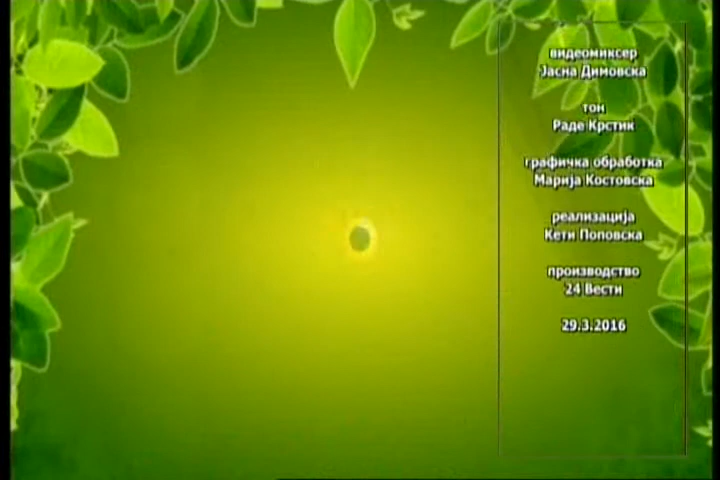 видеомиксер
Јасна Димовска
тон
Раде Крстик
графичка обработка
Марија Костовска
реализација
Кети Поповска
производство
24 Вести
29.3.2016